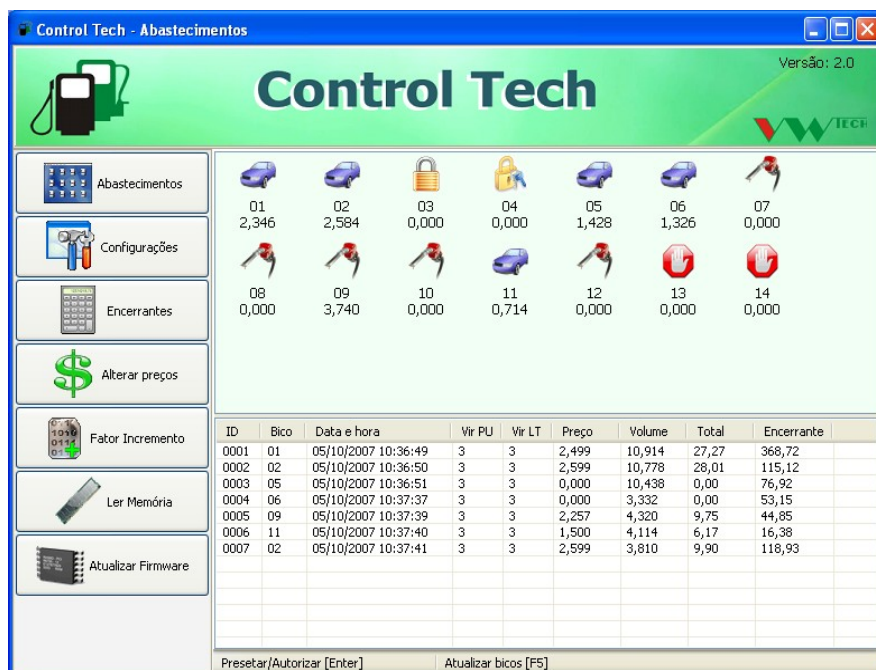 Control Tech - Abastecimentos
Versão: 2.0
Control Tech
VW TECH
Abastecimentos
Configurações
Encerrantes
Alterar preços
Fator Incremento
Ler Memória
Atualizar Firmware
01 02 03 04 05 06 07
2,346 2,584 0,000 0,000 1,428 1,326 0,000
08 09 10 11 12 13 14
0,000 3,740 0,000 0,714 0,000 0,000 0,000
ID Bico Data e hora Vir PU Vir LT Preço Volume Total Encerrante
0001 01 05/10/2007 10:36:49 3 3 2,499 10,914 27,27 368,72
0002 02 05/10/2007 10:36:50 3 3 2,599 10,778 28,01 115,12
0003 05 05/10/2007 10:36:51 3 3 0,000 10,438 0,00 76,92
0004 06 05/10/2007 10:37:37 3 3 0,000 3,332 0,00 53,15
0005 09 05/10/2007 10:37:39 3 3 2,257 4,320 9,75 44,85
0006 11 05/10/2007 10:37:40 3 3 1,500 4,114 6,17 16,38
0007 02 05/10/2007 10:37:41 3 3 2,599 3,810 9,90 118,93
Presetar/Autorizar [Enter] Atualizar bicos [F5]